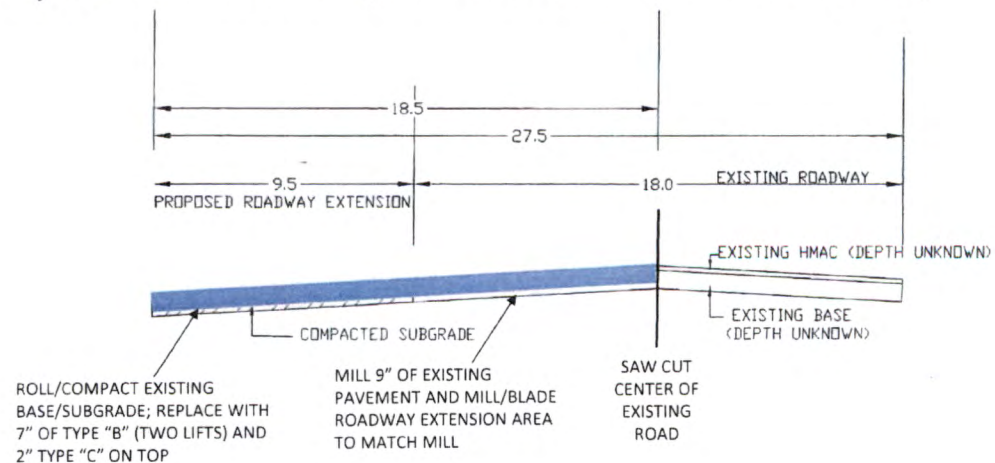 18.5
27.5
9.5
18.0
EXISTING ROADWAY
PROPOSED ROADWAY EXTENSION
EXISTING HMAC (DEPTH UNKNOWN)
EXISTING BASE
(DEPTH UNKNOWN)
COMPACTED SUBGRADE
ROLL/COMPACT EXISTING
BASE/SUBGRADE; REPLACE WITH
7" OF TYPE "B" (TWO LIFTS) AND
2" TYPE "C" ON TOP
MILL 9" OF EXISTING
PAVEMENT AND MILL/BLADE
ROADWAY EXTENSION AREA
TO MATCH MILL
SAW CUT
CENTER OF
EXISTING
ROAD